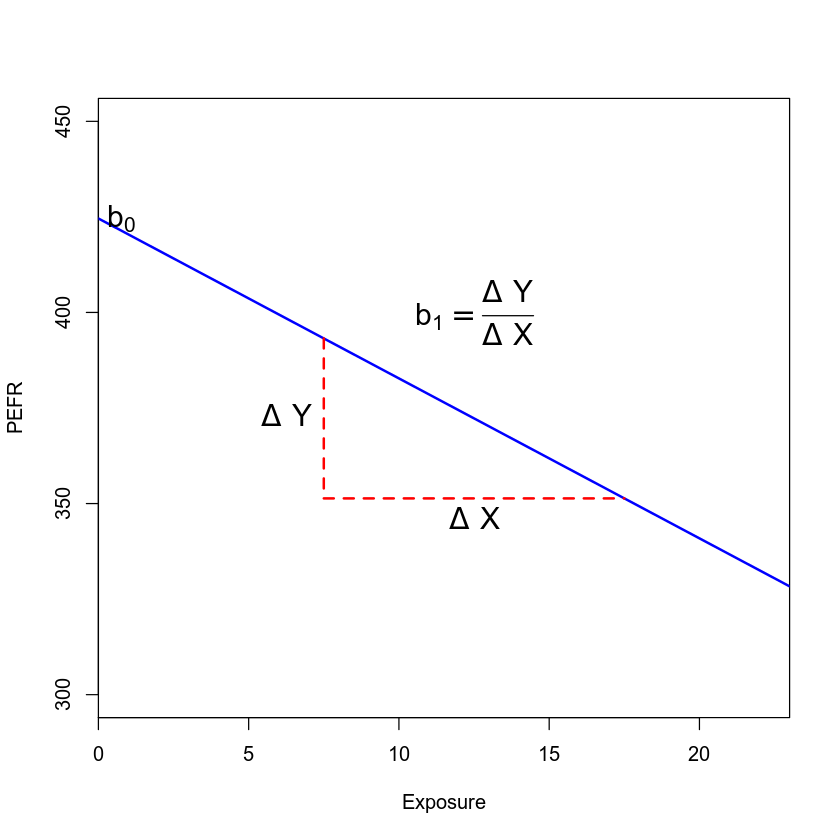 450
400
350
300
PEFR
b0
b1 = Δ Y / Δ X
Δ Y
Δ X
0 5 10 15 20
Exposure